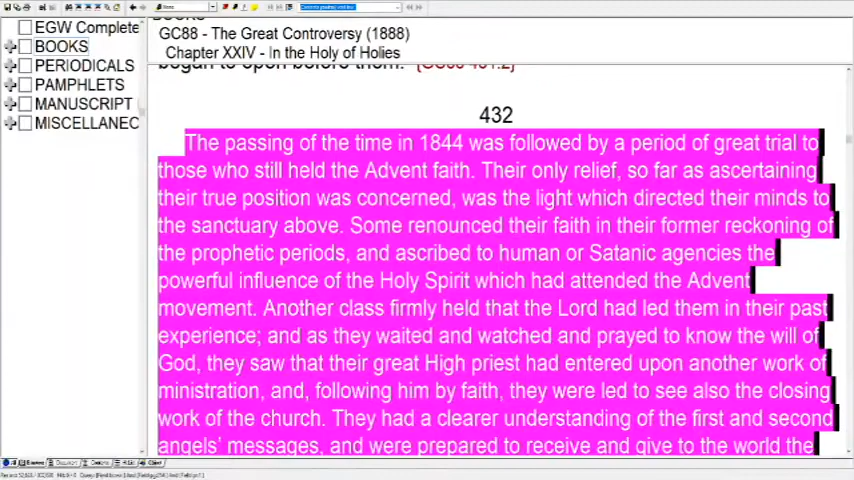 EGW Complete
BOOKS
PERIODICALS
PAMPHLETS
MANUSCRIPT
MISCELLANEC
GC88 - The Great Controversy (1888)
Chapter XXIV - In the Holy of Holies
began to open before them.
432
The passing of the time in 1844 was followed by a period of great trial to
those who still held the Advent faith. Their only relief, so far as ascertaining
their true position was concerned, was the light which directed their minds to
the sanctuary above. Some renounced their faith in their former reckoning of
the prophetic periods, and ascribed to human or Satanic agencies the
powerful influence of the Holy Spirit which had attended the Advent
movement. Another class firmly held that the Lord had led them in their past
experience; and as they waited and watched and prayed to know the will of
God, they saw that their great High priest had entered upon another work of
ministration, and, following him by faith, they were led to see also the closing
work of the church. They had a clearer understanding of the first and second
angels' messages, and were prepared to receive and give to the world the